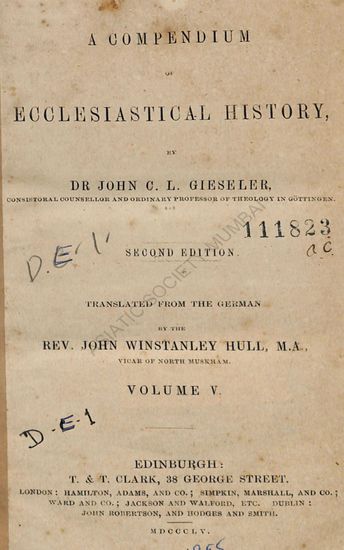 A COMPENDIUM
OF
ECCLESIASTICAL HISTORY,
BY
DR JOHN C. L. GIESELER,
CONSISTORAL COUNSELLOR AND ORDINARY PROFESSOR OF THEOLOGY IN GÖTTINGEN.
111823
D.E-1
SECOND EDITION.
TRANSLATED FROM THE GERMAN
BY THE
REV. JOHN WINSTANLEY HULL, M.A.,
VICAR OF NORTH MUSKHAM.
VOLUME V.
D-E-1
EDINBURGH:
T. & T. CLARK, 38 GEORGE STREET.
LONDON: HAMILTON, ADAMS, AND CO.; SIMPKIN, MARSHALL, AND CO.;
WARD AND CO.; JACKSON AND WALFORD, ETC. DUBLIN:
JOHN ROBERTSON, AND HODGES AND SMITH.
MDCCCLV.
ASIATIC SOCIETY, MUMBAI